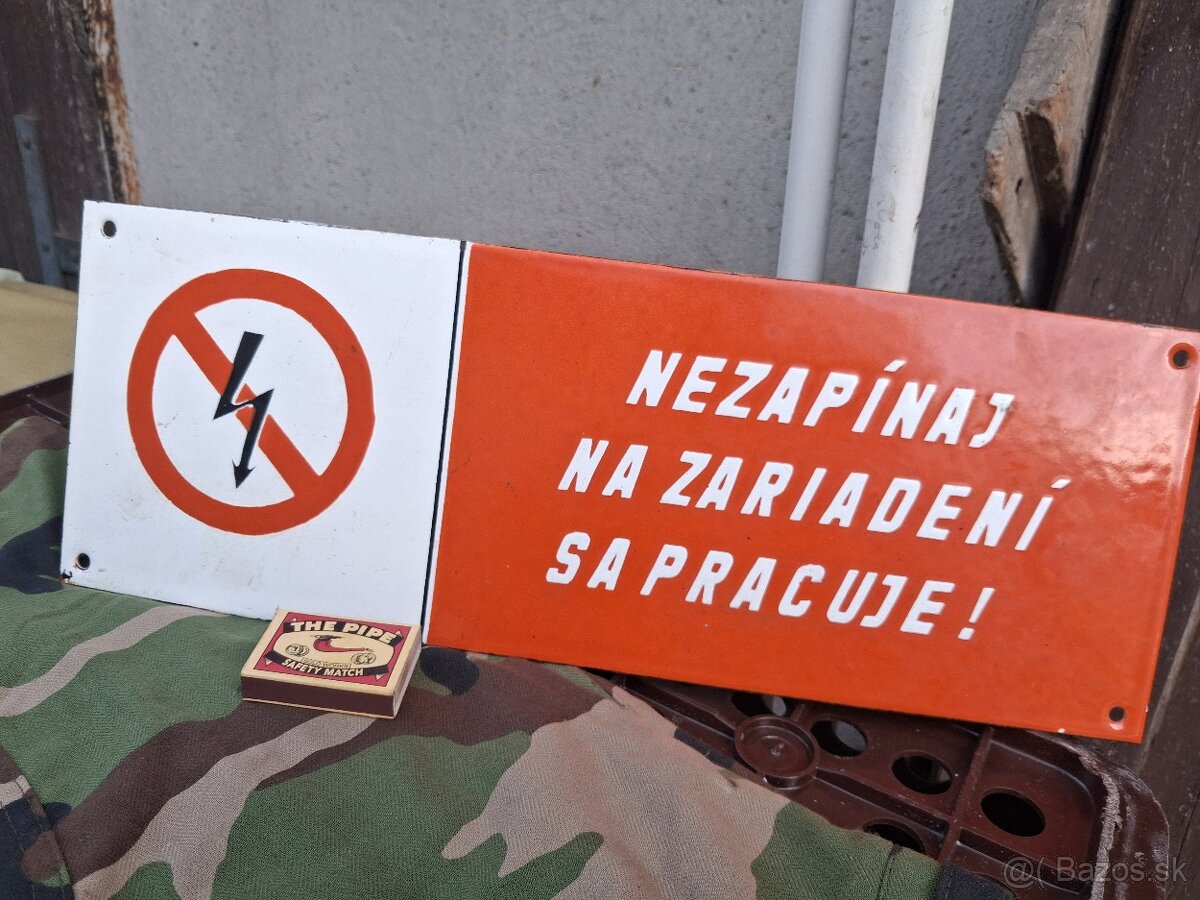 NEZAPÍNAJ
NA ZARIADENÍ
SA PRACUJE!
THE PIPE
SAFETY MATCH
Bazos.sk